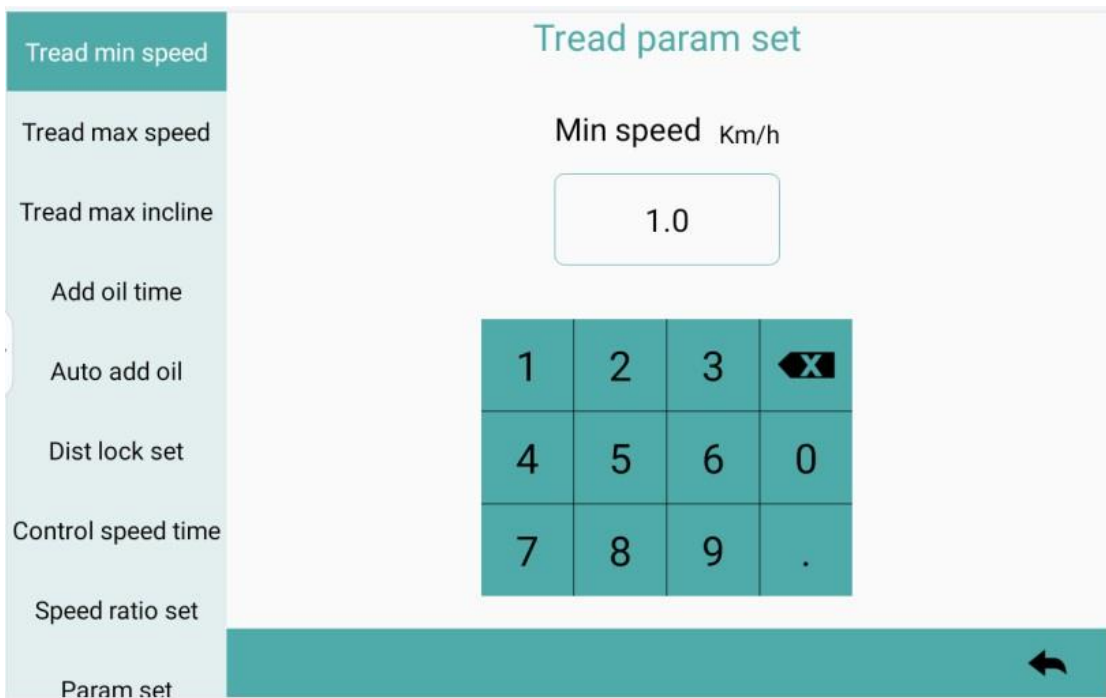 Tread min speed
Tread max speed
Tread max incline
Add oil time
Auto add oil
Dist lock set
Control speed time
Speed ratio set
Param set
Tread param set
Min speed Km/h
1.0
1 2 3 X
4 5 6 0
7 8 9 .